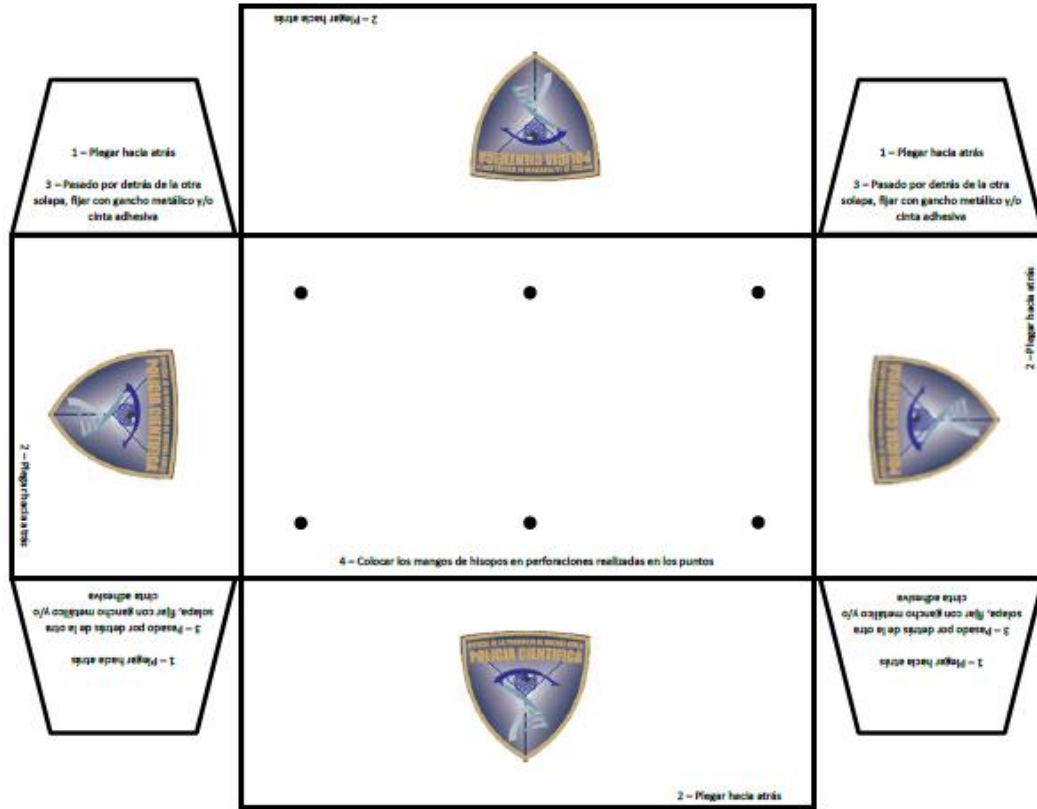 2 – Plegar hacia atrás
POLICIA CIENTIFICA
1 – Plegar hacia atrás
3 – Pasado por detrás de la otra
solapa, fijar con gancho metálico y/o
cinta adhesiva
1 – Plegar hacia atrás
3 – Pasado por detrás de la otra
solapa, fijar con gancho metálico y/o
cinta adhesiva
POLICIA CIENTIFICA
2 – Plegar hacia atrás
2 – Plegar hacia atrás
POLICIA CIENTIFICA
4 – Colocar los mangos de hisopos en perforaciones realizadas en los puntos
1 – Plegar hacia atrás
3 – Pasado por detrás de la otra
solapa, fijar con gancho metálico y/o
cinta adhesiva
1 – Plegar hacia atrás
3 – Pasado por detrás de la otra
solapa, fijar con gancho metálico y/o
cinta adhesiva
POLICIA CIENTIFICA
2 – Plegar hacia atrás